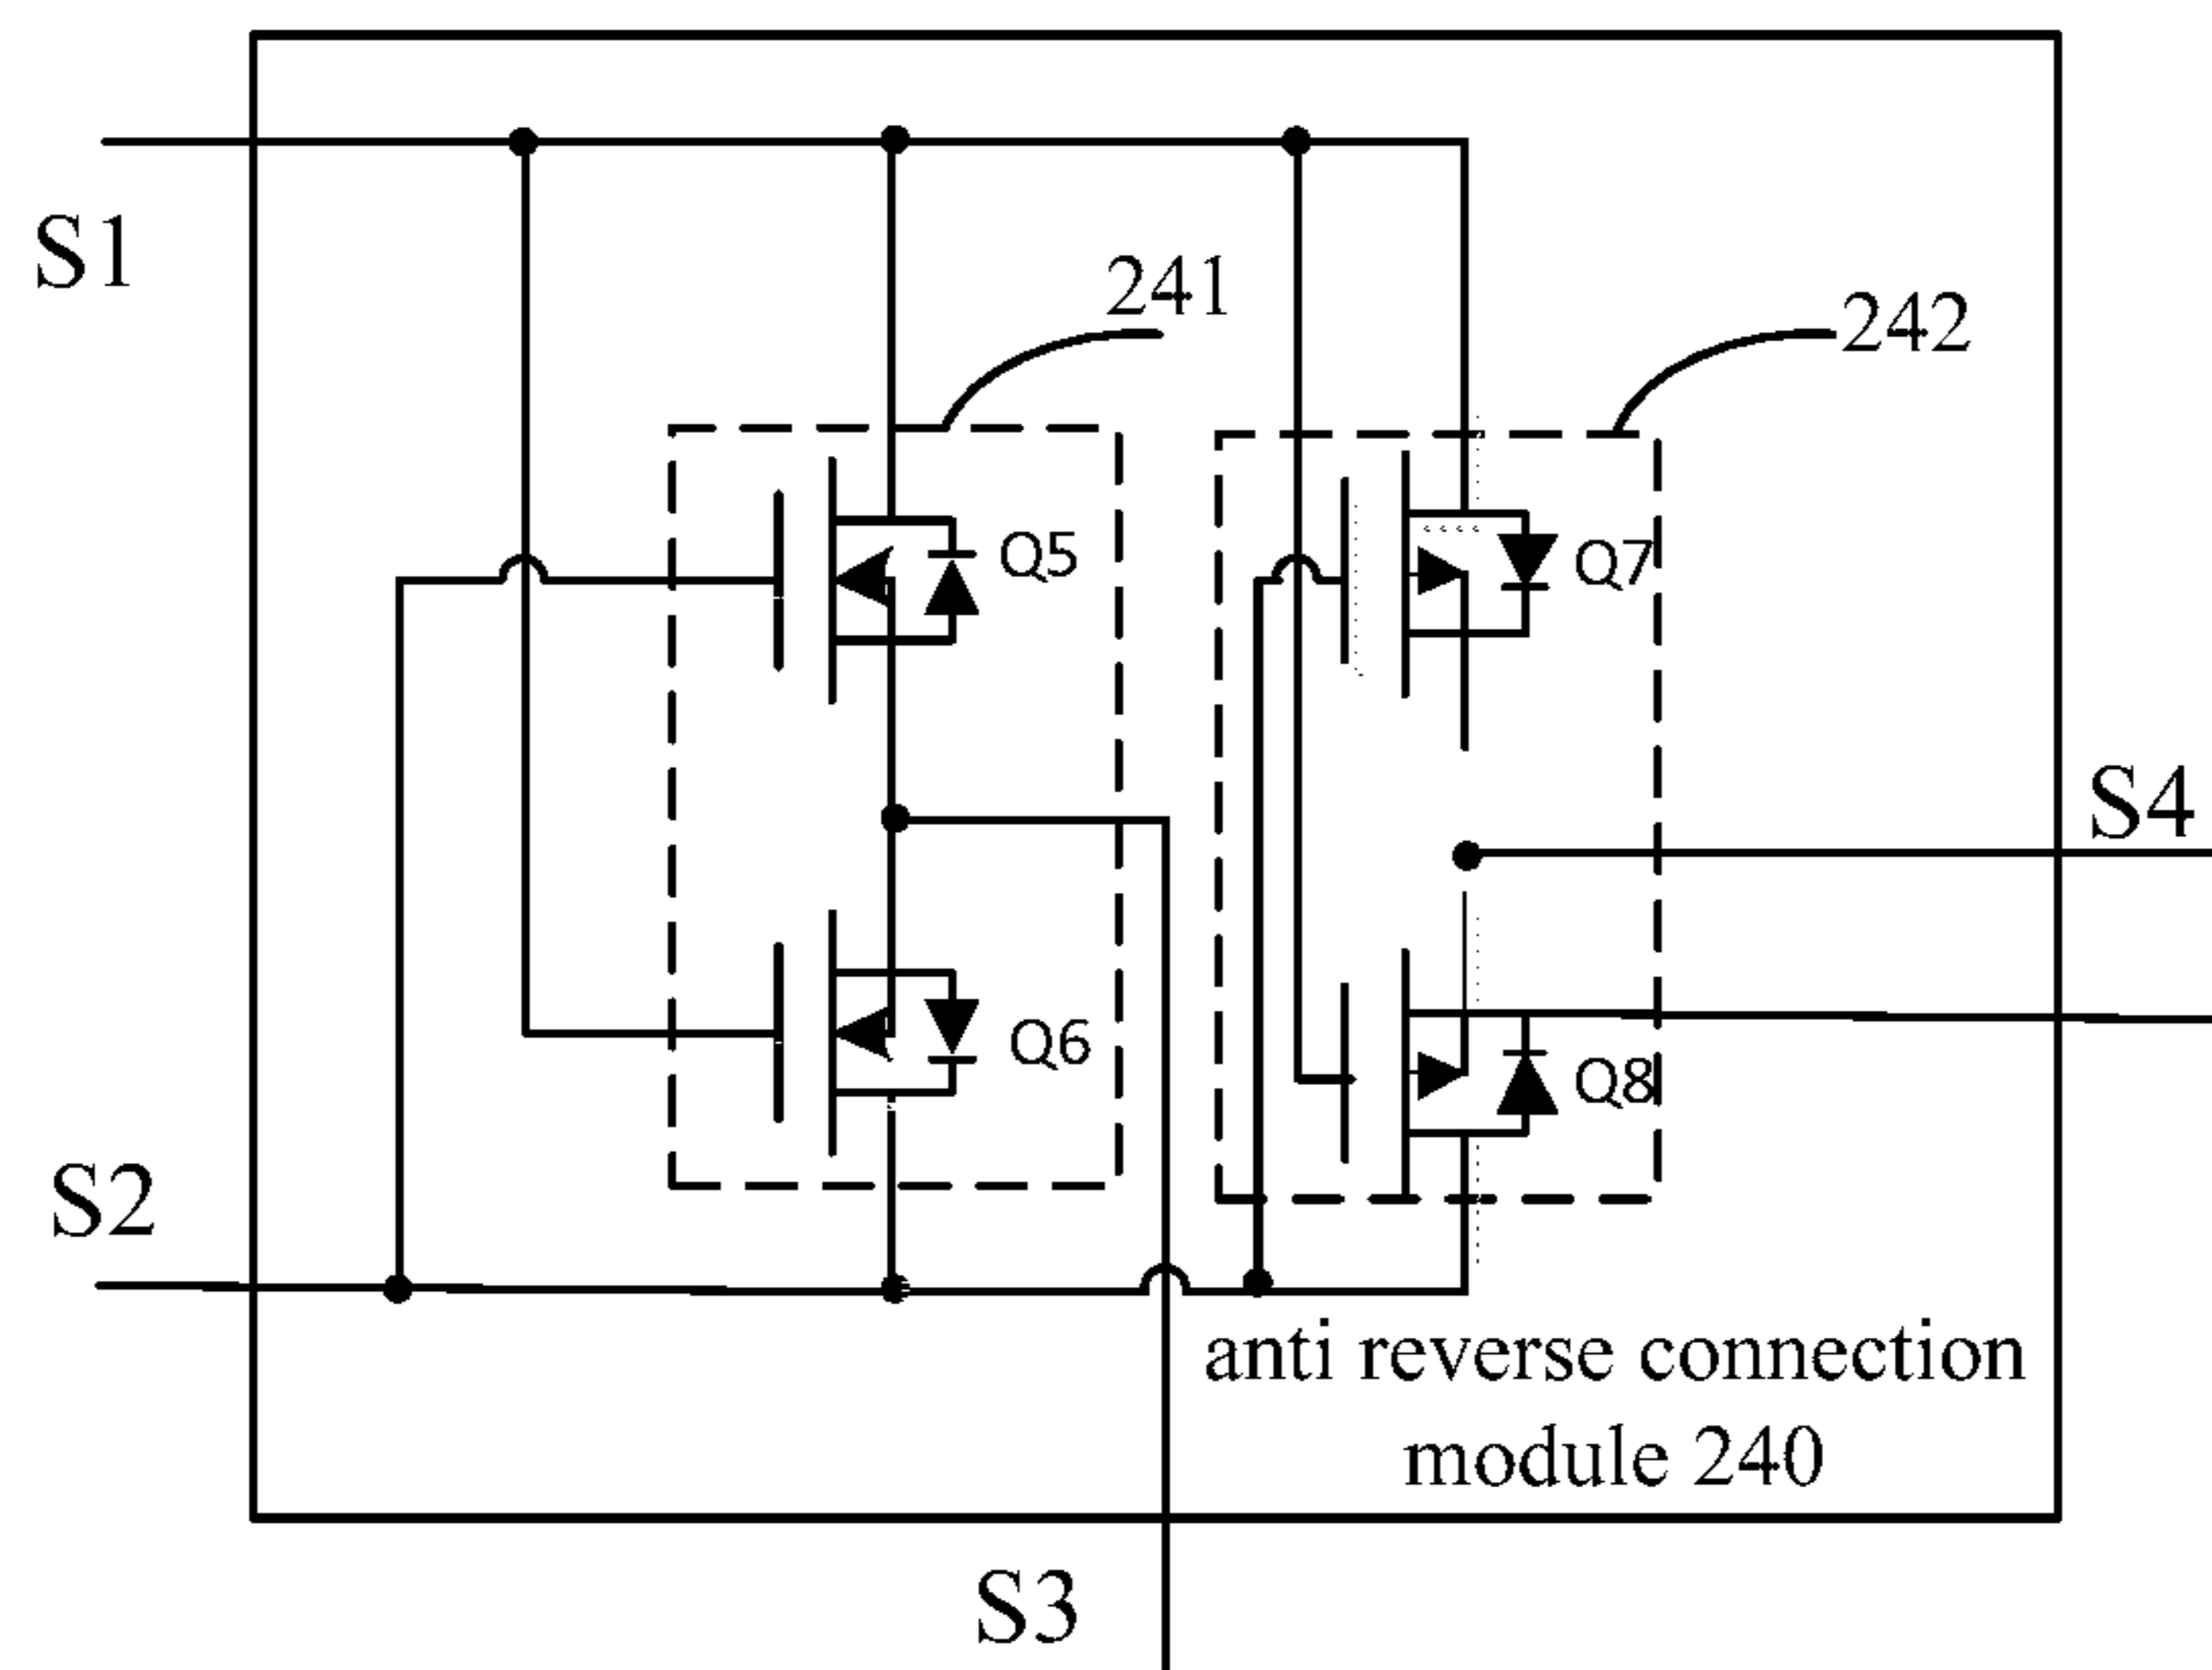 S1
241
242
Q5
Q7
S4
Q6
Q8
S2
anti reverse connection
module 240
S3